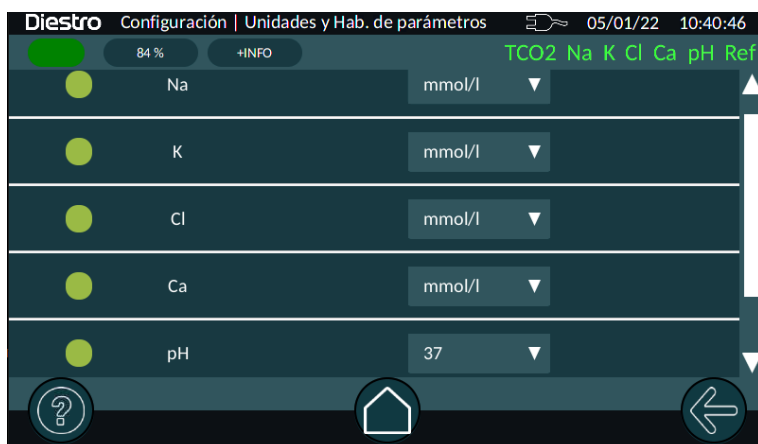 Diestro Configuración | Unidades y Hab. de parámetros 05/01/22 10:40:46
84 % +INFO TCO2 Na K Cl Ca pH Ref
Na mmol/l
K mmol/l
Cl mmol/l
Ca mmol/l
pH 37
?